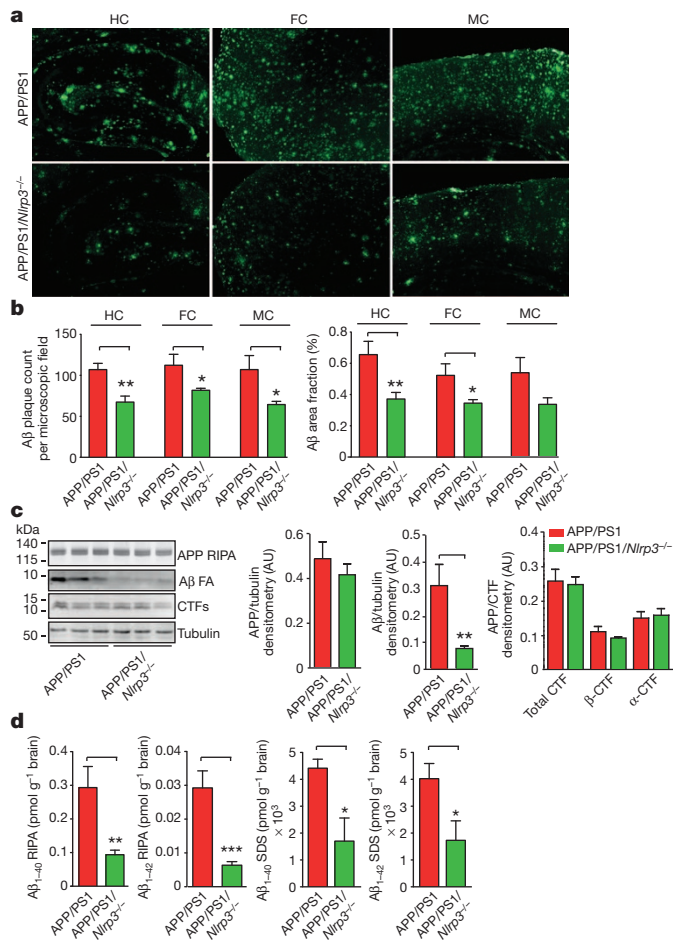 a
HC FC MC
APP/PS1
APP/PS1/Nlrp3–/–
b
HC FC MC
Aβ plaque count
per microscopic field
150
100
50
0
** * *
APP/PS1 APP/PS1/Nlrp3–/– APP/PS1 APP/PS1/Nlrp3–/– APP/PS1 APP/PS1/Nlrp3–/–
HC FC MC
Aβ area fraction (%)
0.8
0.6
0.4
0.2
0
** *
APP/PS1 APP/PS1/Nlrp3–/– APP/PS1 APP/PS1/Nlrp3–/– APP/PS1 APP/PS1/Nlrp3–/–
c
kDa
140
115
APP RIPA
10
Aβ FA
15
10
CTFs
50
Tubulin
APP/PS1 APP/PS1/Nlrp3–/–
APP/tubulin
densitometry (AU)
0.6
0.4
0.2
0
APP/PS1 APP/PS1/Nlrp3–/–
Aβ/tubulin
densitometry (AU)
0.5
0.4
0.3
0.2
0.1
0
**
APP/PS1 APP/PS1/Nlrp3–/–
APP/CTF
densitometry (AU)
0.4
0.3
0.2
0.1
0
APP/PS1
APP/PS1/Nlrp3–/–
Total CTF β-CTF α-CTF
d
Aβ1–40 RIPA (pmol g–1 brain)
0.4
0.3
0.2
0.1
0
**
APP/PS1 APP/PS1/Nlrp3–/–
Aβ1–42 RIPA (pmol g–1 brain)
0.04
0.03
0.02
0.01
0
***
APP/PS1 APP/PS1/Nlrp3–/–
Aβ1–40 SDS (pmol g–1 brain)
× 103
5
4
3
2
1
0
*
APP/PS1 APP/PS1/Nlrp3–/–
Aβ1–42 SDS (pmol g–1 brain)
× 103
5
4
3
2
1
0
*
APP/PS1 APP/PS1/Nlrp3–/–